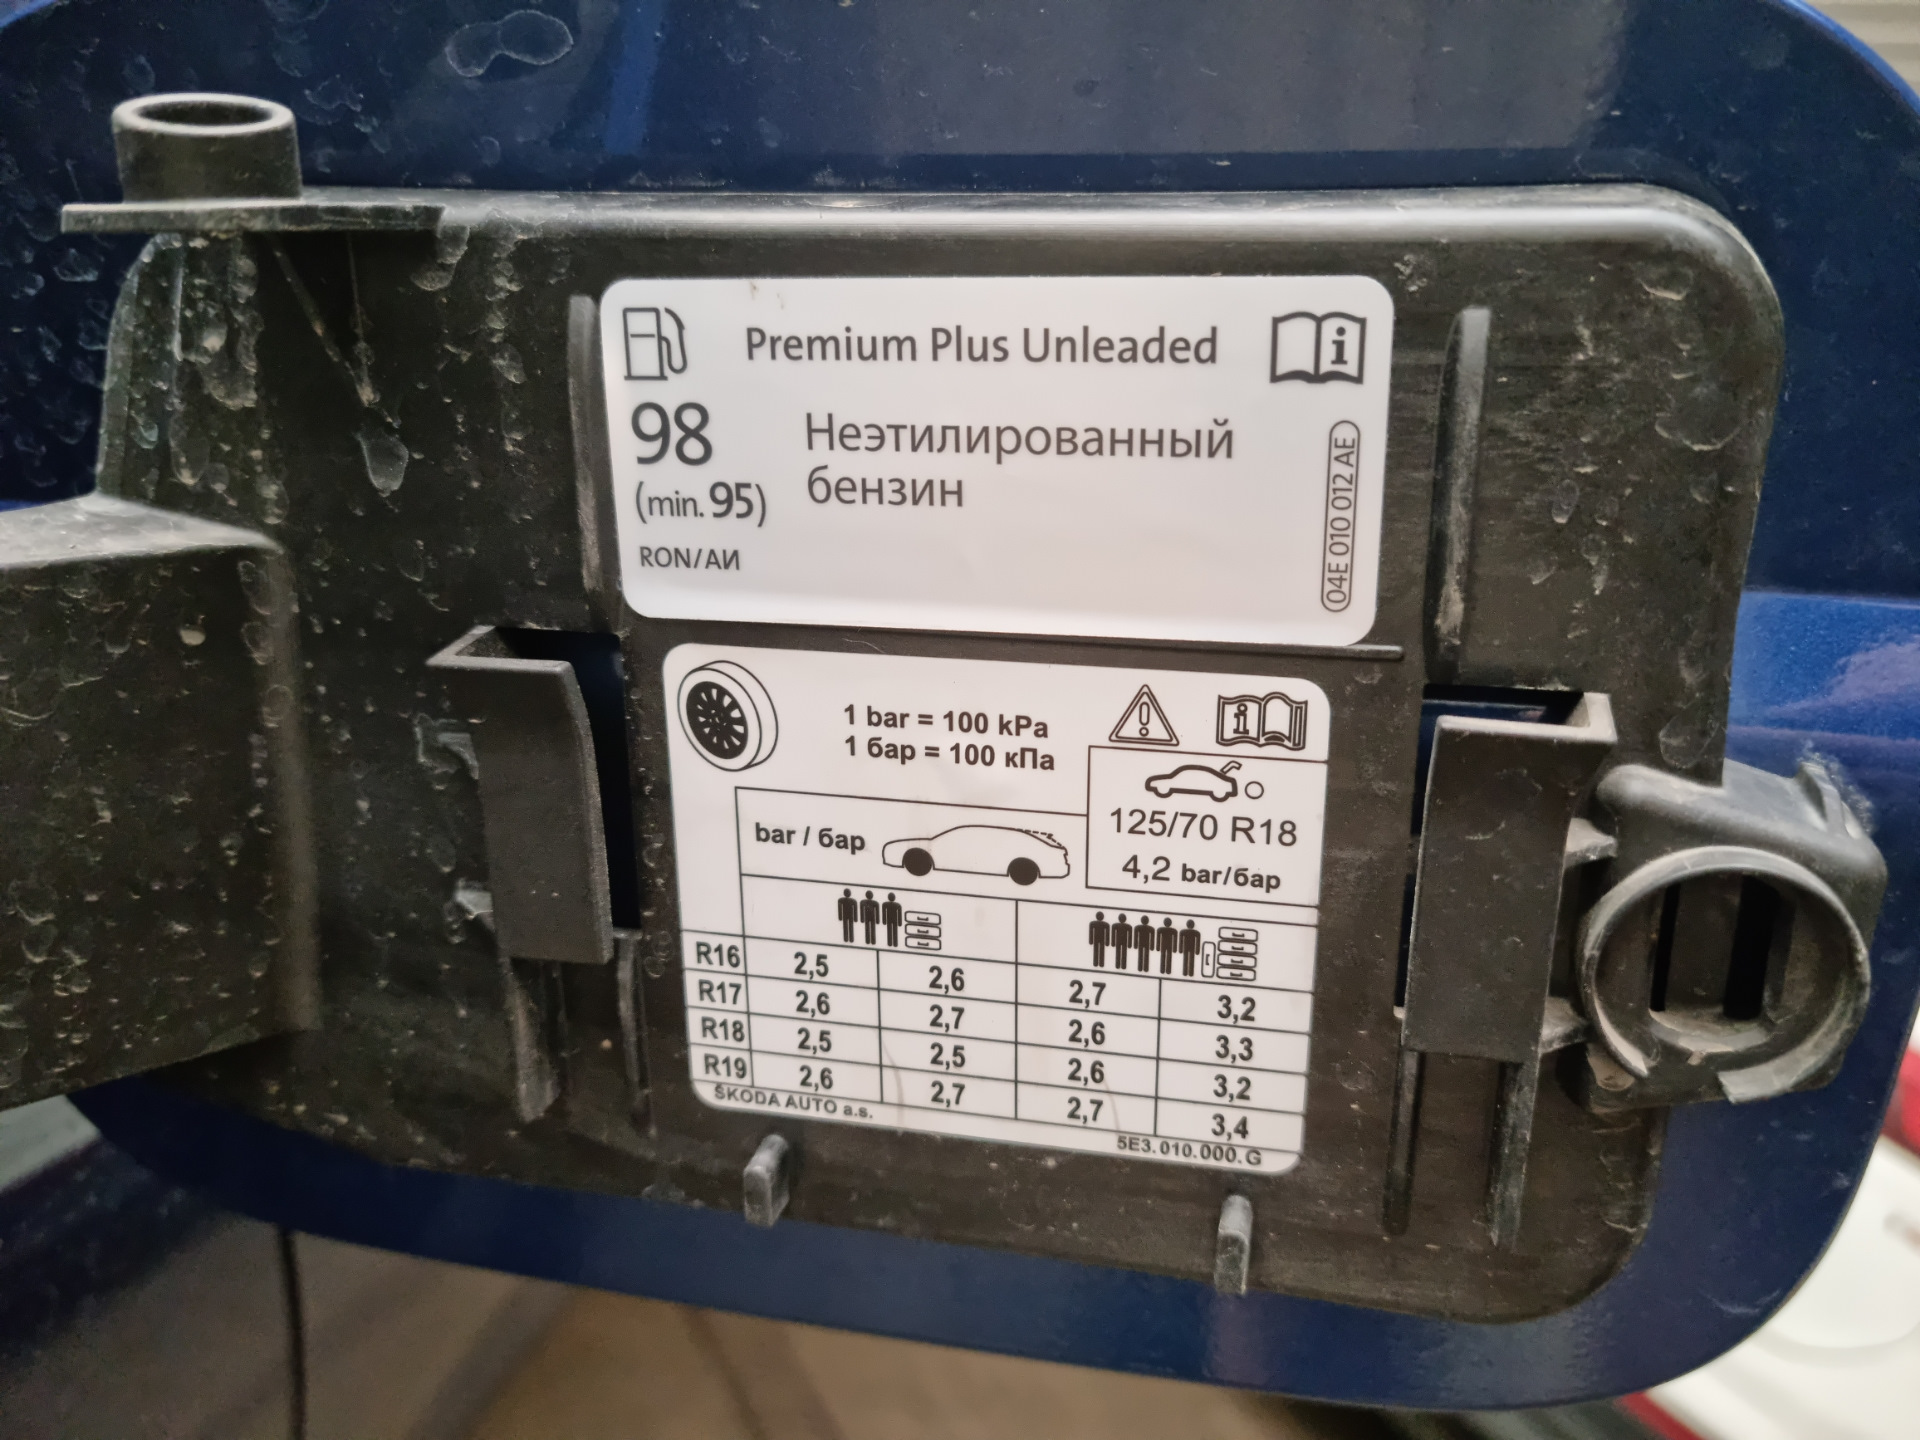 Premium Plus Unleaded
98
Неэтилированный
бензин
(min. 95)
RON/АИ
04E 010 012 AE
1 bar = 100 kPa
1 бар = 100 кПа
125/70 R18
4,2 bar/бар
bar / бар
R16 2,5 2,6 2,7 3,2
R17 2,6 2,7 2,6 3,3
R18 2,5 2,5 2,6 3,2
R19 2,6 2,7 2,7 3,4
ŠKODA AUTO a.s.
5E3.010.000.G